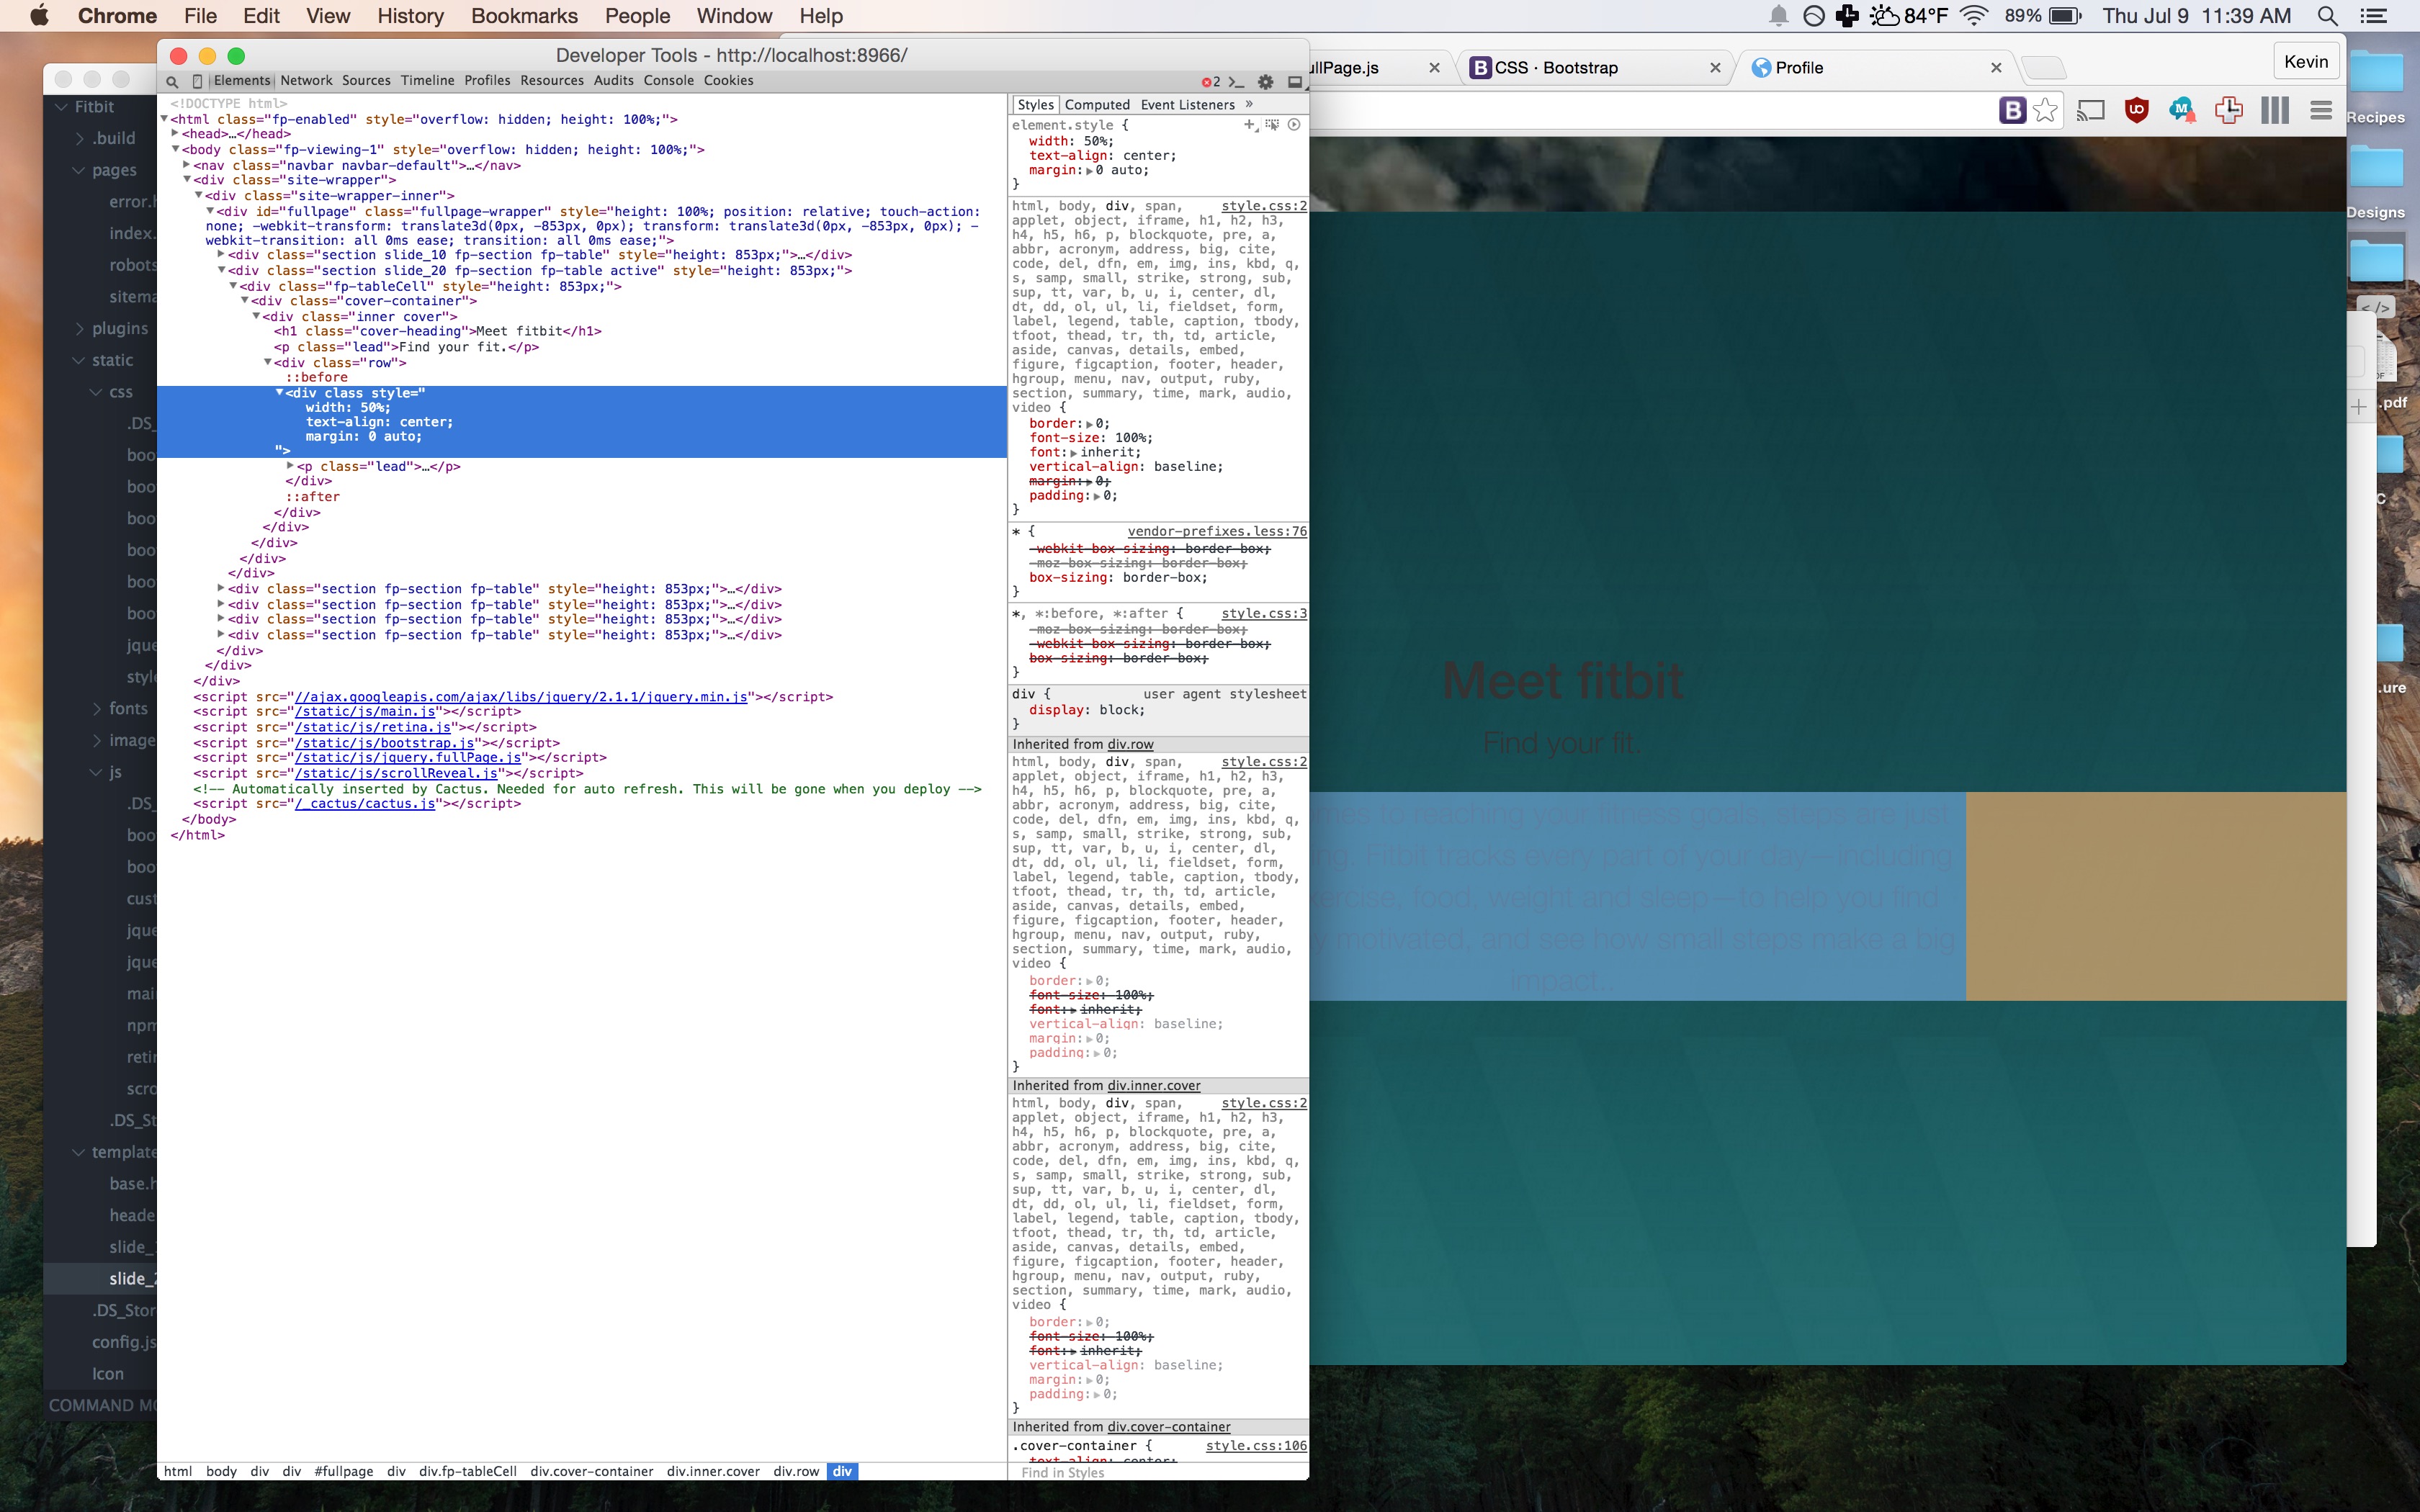 Chrome File Edit View History Bookmarks People Window Help 84°F 89% Thu Jul 9 11:39 AM
Developer Tools - http://localhost:8966/
Elements Network Sources Timeline Profiles Resources Audits Console Cookies 2
<!DOCTYPE html>
<html class="fp-enabled" style="overflow: hidden; height: 100%;">
<head>…</head>
<body class="fp-viewing-1" style="overflow: hidden; height: 100%;">
<nav class="navbar navbar-default">…</nav>
<div class="site-wrapper">
<div class="site-wrapper-inner">
<div id="fullpage" class="fullpage-wrapper" style="height: 100%; position: relative; touch-action:
none; -webkit-transform: translate3d(0px, -853px, 0px); transform: translate3d(0px, -853px, 0px); -
webkit-transition: all 0ms ease; transition: all 0ms ease;">
<div class="section slide_10 fp-section fp-table" style="height: 853px;">…</div>
<div class="section slide_20 fp-section fp-table active" style="height: 853px;">
<div class="fp-tableCell" style="height: 853px;">
<div class="cover-container">
<div class="inner cover">
<h1 class="cover-heading">Meet fitbit</h1>
<p class="lead">Find your fit.</p>
<div class="row">
::before
<div class style="
width: 50%;
text-align: center;
margin: 0 auto;
">
<p class="lead">…</p>
</div>
::after
</div>
</div>
</div>
</div>
</div>
<div class="section fp-section fp-table" style="height: 853px;">…</div>
<div class="section fp-section fp-table" style="height: 853px;">…</div>
<div class="section fp-section fp-table" style="height: 853px;">…</div>
<div class="section fp-section fp-table" style="height: 853px;">…</div>
</div>
</div>
</div>
<script src="//ajax.googleapis.com/ajax/libs/jquery/2.1.1/jquery.min.js"></script>
<script src="/static/js/main.js"></script>
<script src="/static/js/retina.js"></script>
<script src="/static/js/bootstrap.js"></script>
<script src="/static/js/jquery.fullPage.js"></script>
<script src="/static/js/scrollReveal.js"></script>
<!-- Automatically inserted by Cactus. Needed for auto refresh. This will be gone when you deploy -->
<script src="/_cactus/cactus.js"></script>
</body>
</html>
html body div div #fullpage div div.fp-tableCell div.cover-container div.inner.cover div.row div
Styles Computed Event Listeners »
element.style {
width: 50%;
text-align: center;
margin: 0 auto;
}
html, body, div, span, style.css:2
applet, object, iframe, h1, h2, h3,
h4, h5, h6, p, blockquote, pre, a,
abbr, acronym, address, big, cite,
code, del, dfn, em, img, ins, kbd, q,
s, samp, small, strike, strong, sub,
sup, tt, var, b, u, i, center, dl,
dt, dd, ol, ul, li, fieldset, form,
label, legend, table, caption, tbody,
tfoot, thead, tr, th, td, article,
aside, canvas, details, embed,
figure, figcaption, footer, header,
hgroup, menu, nav, output, ruby,
section, summary, time, mark, audio,
video {
border: 0;
font-size: 100%;
font: inherit;
vertical-align: baseline;
margin: 0;
padding: 0;
}
* { vendor-prefixes.less:76
-webkit-box-sizing: border-box;
-moz-box-sizing: border-box;
box-sizing: border-box;
}
*, *:before, *:after { style.css:3
-moz-box-sizing: border-box;
-webkit-box-sizing: border-box;
box-sizing: border-box;
}
div { user agent stylesheet
display: block;
}
Inherited from div.row
html, body, div, span, style.css:2
applet, object, iframe, h1, h2, h3,
h4, h5, h6, p, blockquote, pre, a,
abbr, acronym, address, big, cite,
code, del, dfn, em, img, ins, kbd, q,
s, samp, small, strike, strong, sub,
sup, tt, var, b, u, i, center, dl,
dt, dd, ol, ul, li, fieldset, form,
label, legend, table, caption, tbody,
tfoot, thead, tr, th, td, article,
aside, canvas, details, embed,
figure, figcaption, footer, header,
hgroup, menu, nav, output, ruby,
section, summary, time, mark, audio,
video {
border: 0;
font-size: 100%;
font: inherit;
vertical-align: baseline;
margin: 0;
padding: 0;
}
Inherited from div.inner.cover
html, body, div, span, style.css:2
applet, object, iframe, h1, h2, h3,
h4, h5, h6, p, blockquote, pre, a,
abbr, acronym, address, big, cite,
code, del, dfn, em, img, ins, kbd, q,
s, samp, small, strike, strong, sub,
sup, tt, var, b, u, i, center, dl,
dt, dd, ol, ul, li, fieldset, form,
label, legend, table, caption, tbody,
tfoot, thead, tr, th, td, article,
aside, canvas, details, embed,
figure, figcaption, footer, header,
hgroup, menu, nav, output, ruby,
section, summary, time, mark, audio,
video {
border: 0;
font-size: 100%;
font: inherit;
vertical-align: baseline;
margin: 0;
padding: 0;
}
Inherited from div.cover-container
.cover-container { style.css:106
text-align: center;
Find in Styles
Fitbit
.build
pages
error.h
index.
robots
sitema
plugins
static
css
.DS_
boo
boo
boo
boo
boo
boo
jque
style
fonts
image
js
.DS_
boo
boo
cust
jque
jque
mai
npm
retir
scro
.DS_St
template
base.h
heade
slide_
slide_2
.DS_Stor
config.js
Icon
COMMAND MO
ullPage.js
B CSS · Bootstrap
Profile
Kevin
B
Meet fitbit
Find your fit.
mes to reaching your fitness goals, steps are just
ng. Fitbit tracks every part of your day—including
ercise, food, weight and sleep—to help you find
y motivated, and see how small steps make a big
impact..
Recipes
Designs
</>
.pdf
C
.ure